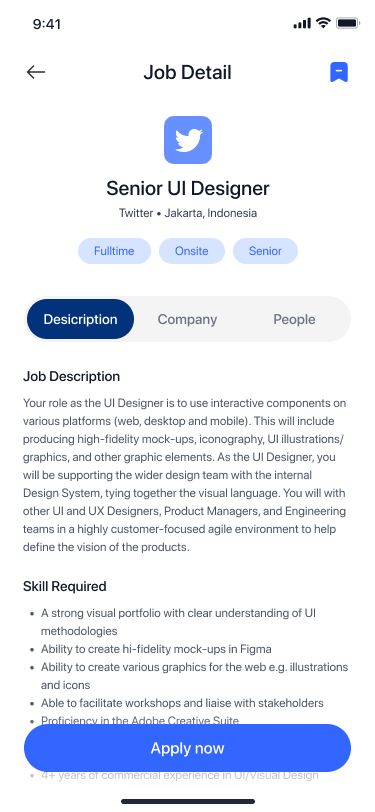 9:41
Job Detail
Senior UI Designer
Twitter • Jakarta, Indonesia
Fulltime Onsite Senior
Desicription Company People
Job Description
Your role as the UI Designer is to use interactive components on
various platforms (web, desktop and mobile). This will include
producing high-fidelity mock-ups, iconography, UI illustrations/
graphics, and other graphic elements. As the UI Designer, you
will be supporting the wider design team with the internal
Design System, tying together the visual language. You will with
other UI and UX Designers, Product Managers, and Engineering
teams in a highly customer-focused agile environment to help
define the vision of the products.
Skill Required
• A strong visual portfolio with clear understanding of UI
methodologies
• Ability to create hi-fidelity mock-ups in Figma
• Ability to create various graphics for the web e.g. illustrations
and icons
• Able to facilitate workshops and liaise with stakeholders
• Proficiency in the Adobe Creative Suite
Apply now
• 4+ years of commercial experience in UI/Visual Design